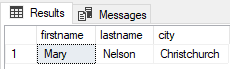 Results Messages
firstname lastname city
1 Mary Nelson Christchurch